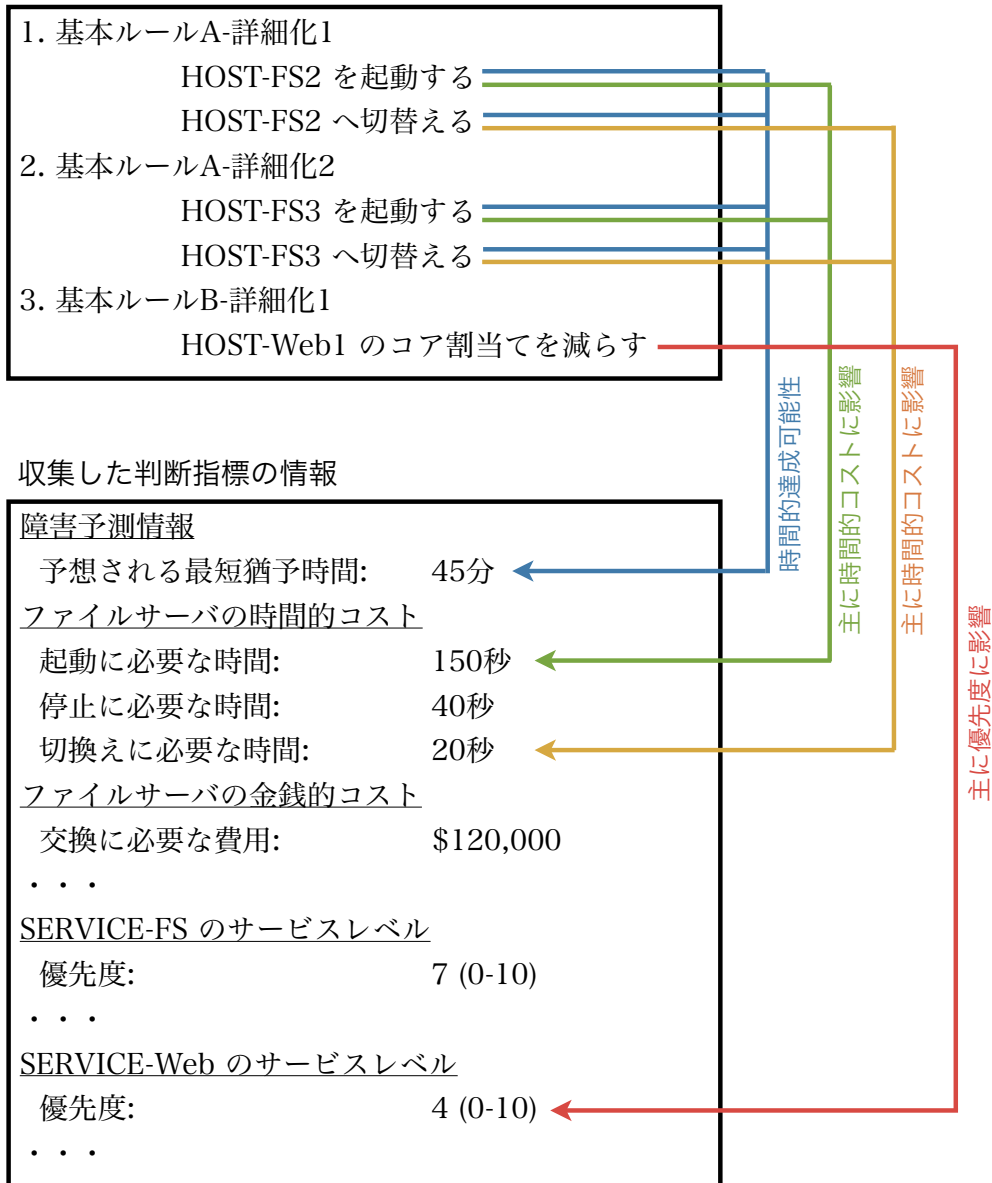 1. 基本ルールA-詳細化1
HOST-FS2 を起動する
HOST-FS2 へ切替える
2. 基本ルールA-詳細化2
HOST-FS3 を起動する
HOST-FS3 へ切替える
3. 基本ルールB-詳細化1
HOST-Web1 のコア割当てを減らす
時間的達成可能性
主に時間的コストに影響
主に時間的コストに影響
主に優先度に影響
収集した判断指標の情報
障害予測情報
予想される最短猶予時間: 45分
ファイルサーバの時間的コスト
起動に必要な時間: 150秒
停止に必要な時間: 40秒
切換えに必要な時間: 20秒
ファイルサーバの金銭的コスト
交換に必要な費用: $120,000
・・・
SERVICE-FS のサービスレベル
優先度: 7 (0-10)
・・・
SERVICE-Web のサービスレベル
優先度: 4 (0-10)
・・・